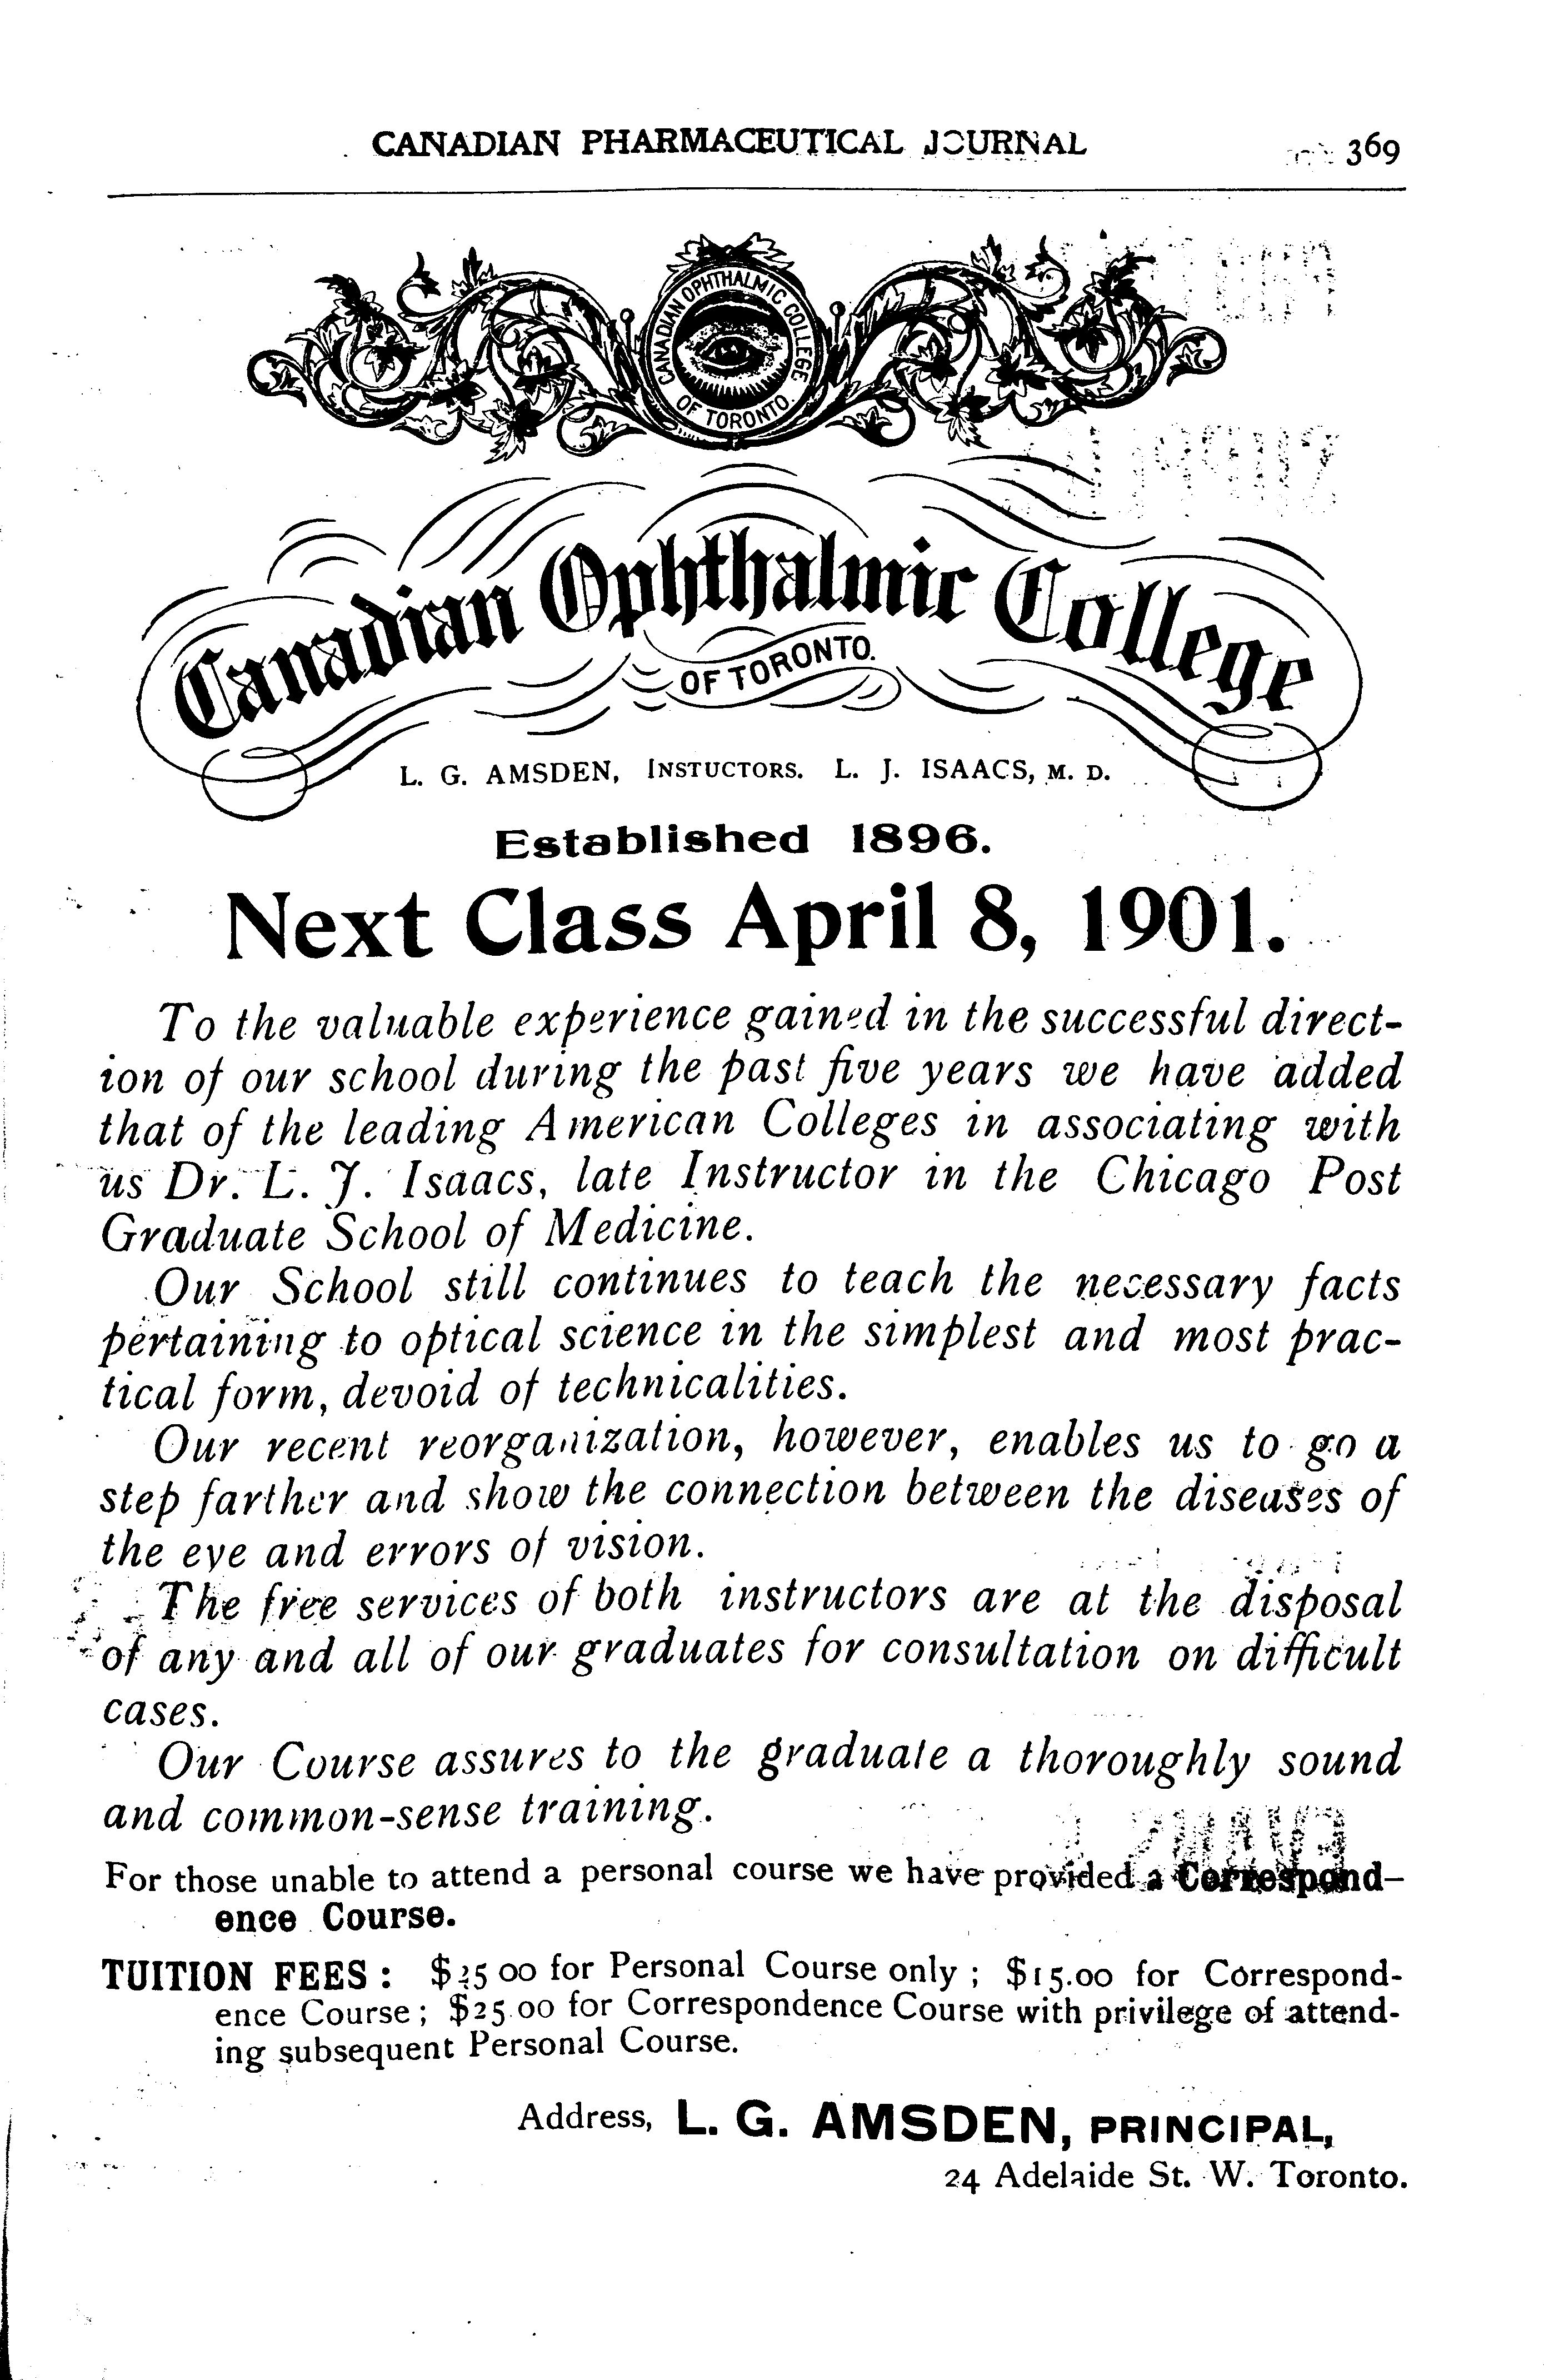 CANADIAN PHARMACEUTICAL JOURNAL 369
CANADIAN OPHTHALMIC COLLEGE
OF TORONTO.
Canadian Ophthalmic College
OF TORONTO.
L. G. AMSDEN, INSTUCTORS. L. J. ISAACS, M. D.
Established 1896.
Next Class April 8, 1901.
To the valuable experience gained in the successful direct-
ion of our school during the past five years we have added
that of the leading American Colleges in associating with
us Dr. L. J. Isaacs, late Instructor in the Chicago Post
Graduate School of Medicine.
Our School still continues to teach the necessary facts
pertaining to optical science in the simplest and most prac-
tical form, devoid of technicalities.
Our recent reorganization, however, enables us to go a
step farther and show the connection between the diseases of
the eye and errors of vision.
The free services of both instructors are at the disposal
of any and all of our graduates for consultation on difficult
cases.
Our Course assures to the graduate a thoroughly sound
and common-sense training.
For those unable to attend a personal course we have provided a Correspond-
ence Course.
TUITION FEES : for Personal Course only ; $15.00 for Correspond-
ence Course ; $25.00 for Correspondence Course with privilege of attend-
ing subsequent Personal Course.
Address, L. G. AMSDEN, PRINCIPAL,
24 Adelaide St. W. Toronto.